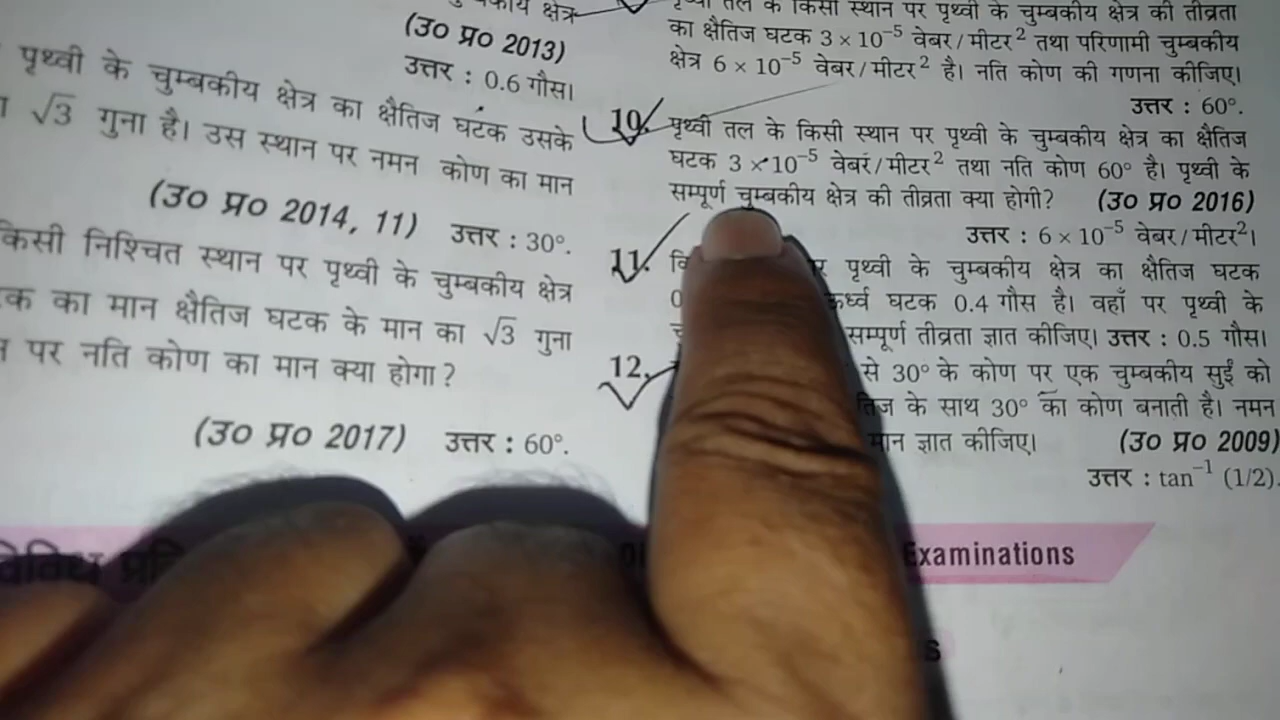 क्षेत्र
(उ० प्र० 2013)
उत्तर : 0.6 गौस।
पृथ्वी के चुम्बकीय क्षेत्र का क्षैतिज घटक उसके
√3 गुना है। उस स्थान पर नमन कोण का मान
(उ० प्र० 2014, 11) उत्तर : 30°.
किसी निश्चित स्थान पर पृथ्वी के चुम्बकीय क्षेत्र
का मान क्षैतिज घटक के मान का √3 गुना
पर नति कोण का मान क्या होगा?
(उ० प्र० 2017) उत्तर : 60°.
तल के किसी स्थान पर पृथ्वी के चुम्बकीय क्षेत्र की तीव्रता
का क्षैतिज घटक 3 × 10⁻⁵ वेबर/मीटर² तथा परिणामी चुम्बकीय
क्षेत्र 6 × 10⁻⁵ वेबर/मीटर² है। नति कोण की गणना कीजिए।
उत्तर : 60°.
10. पृथ्वी तल के किसी स्थान पर पृथ्वी के चुम्बकीय क्षेत्र का क्षैतिज
घटक 3 × 10⁻⁵ वेबर/मीटर² तथा नति कोण 60° है। पृथ्वी के
सम्पूर्ण चुम्बकीय क्षेत्र की तीव्रता क्या होगी? (उ० प्र० 2016)
उत्तर : 6 × 10⁻⁵ वेबर/मीटर²।
11. पृथ्वी के चुम्बकीय क्षेत्र का क्षैतिज घटक
ऊर्ध्व घटक 0.4 गौस है। वहाँ पर पृथ्वी के
सम्पूर्ण तीव्रता ज्ञात कीजिए। उत्तर : 0.5 गौस।
12. से 30° के कोण पर एक चुम्बकीय सुई को
के साथ 30° का कोण बनाती है। नमन
मान ज्ञात कीजिए। (उ० प्र० 2009)
उत्तर : tan⁻¹ (1/2).
विविध Examinations